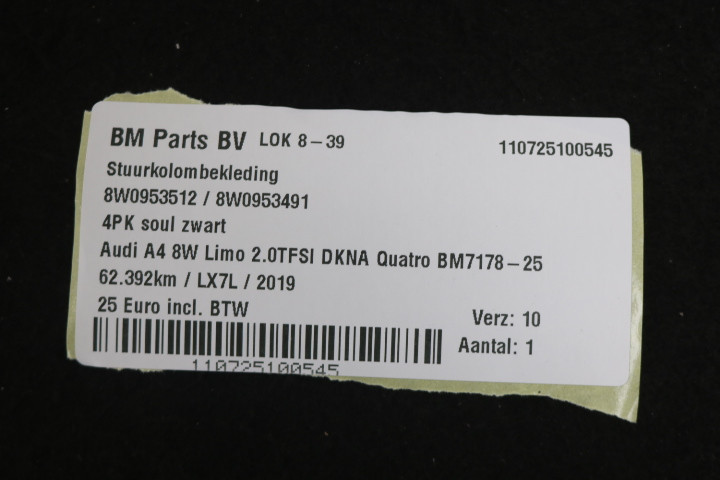 BM Parts BV LOK 8-39 110725100545
Stuurkolombekleding
8W0953512 / 8W0953491
4PK soul zwart
Audi A4 8W Limo 2.0TFSI DKNA Quatro BM7178-25
62.392km / LX7L / 2019
25 Euro incl. BTW
Verz: 10
Aantal: 1
110725100545